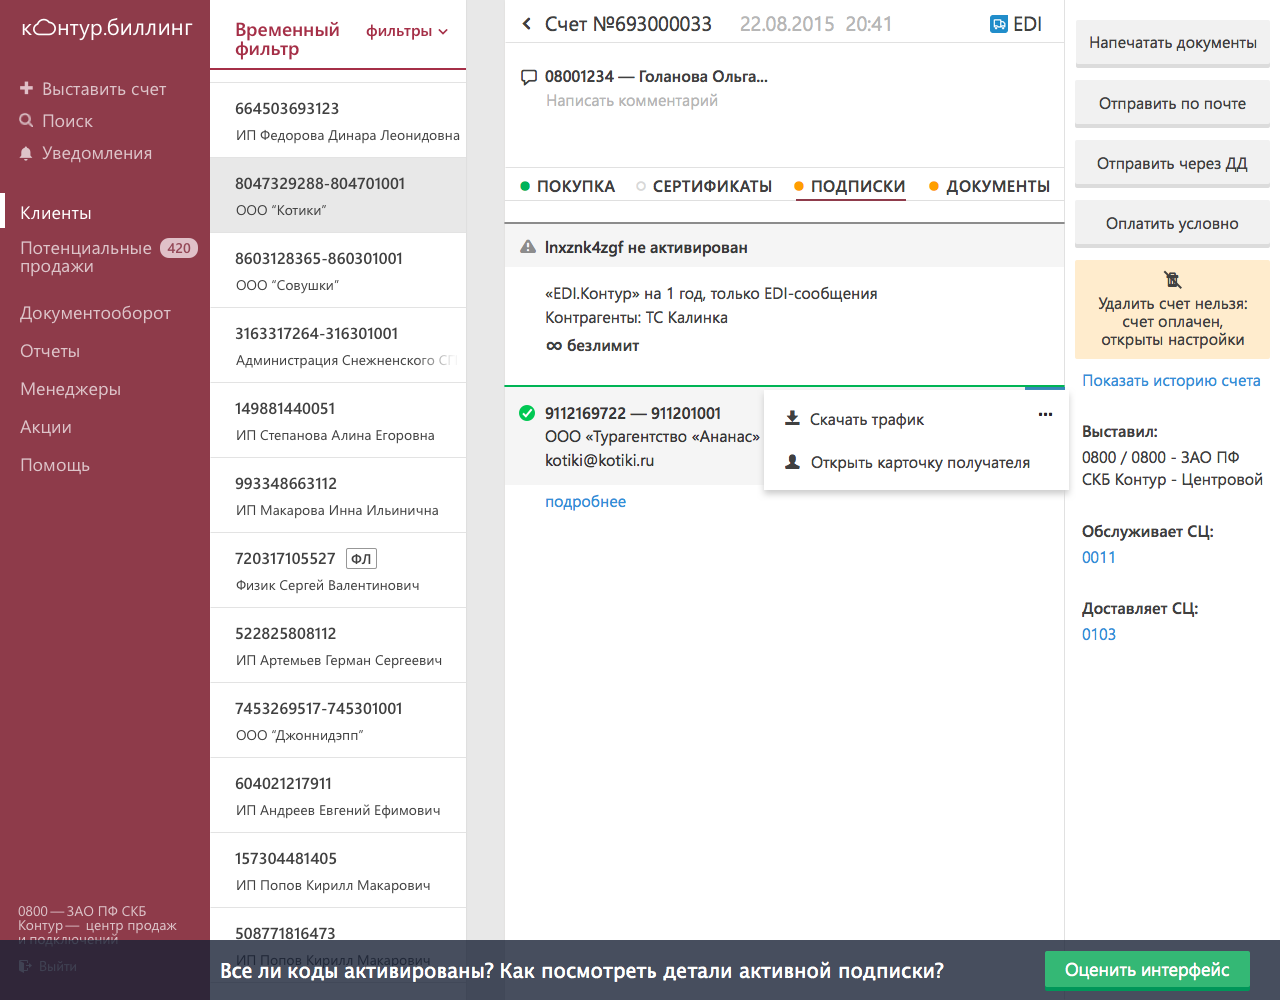 контур.биллинг
Выставить счет
Поиск
Уведомления
Клиенты
Потенциальные
продажи
420
Документооборот
Отчеты
Менеджеры
Акции
Помощь
0800 — ЗАО ПФ СКБ
Контур — центр продаж
и подключений
Выйти
Временный
фильтр
фильтры
664503693123
ИП Федорова Динара Леонидовна
8047329288-804701001
ООО “Котики”
8603128365-860301001
ООО “Совушки”
3163317264-316301001
Администрация Снежненского СГ
149881440051
ИП Степанова Алина Егоровна
993348663112
ИП Макарова Инна Ильинична
720317105527 ФЛ
Физик Сергей Валентинович
522825808112
ИП Артемьев Герман Сергеевич
7453269517-745301001
ООО “Джоннидэпп”
604021217911
ИП Андреев Евгений Ефимович
157304481405
ИП Попов Кирилл Макарович
508771816473
ИП Попов Кирилл Макарович
Счет №693000033 22.08.2015 20:41 EDI
08001234 — Голанова Ольга...
Написать комментарий
ПОКУПКА СЕРТИФИКАТЫ ПОДПИСКИ ДОКУМЕНТЫ
lnxznk4zgf не активирован
«EDI.Контур» на 1 год, только EDI-сообщения
Контрагенты: ТС Калинка
∞ безлимит
9112169722 — 911201001
ООО «Турагентство «Ананас»
kotiki@kotiki.ru
подробнее
Скачать трафик
Открыть карточку получателя
Напечатать документы
Отправить по почте
Отправить через ДД
Оплатить условно
Удалить счет нельзя:
счет оплачен,
открыты настройки
Показать историю счета
Выставил:
0800 / 0800 - ЗАО ПФ
СКБ Контур - Центровой
Обслуживает СЦ:
0011
Доставляет СЦ:
0103
Все ли коды активированы? Как посмотреть детали активной подписки?
Оценить интерфейс